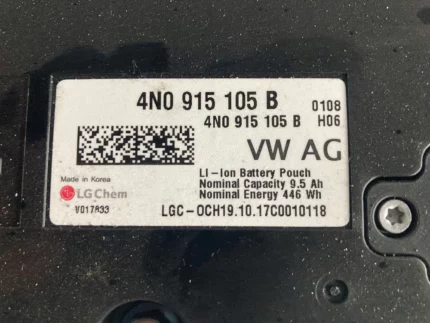 4N0 915 105 B 0108
4N0 915 105 B H06
VW AG
Made in Korea
LG Chem
V017833
LI-Ion Battery Pouch
Nominal Capacity 9.5 Ah
Nominal Energy 446 Wh
LGC-OCH19.10.17C0010118